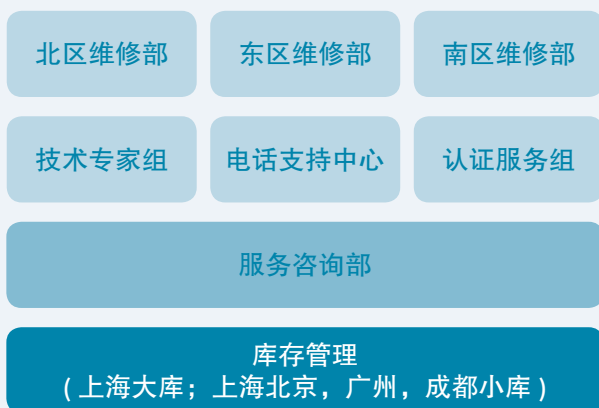 北区维修部 东区维修部 南区维修部
技术专家组 电话支持中心 认证服务组
服务咨询部
库存管理
(上海大库；上海北京，广州，成都小库)